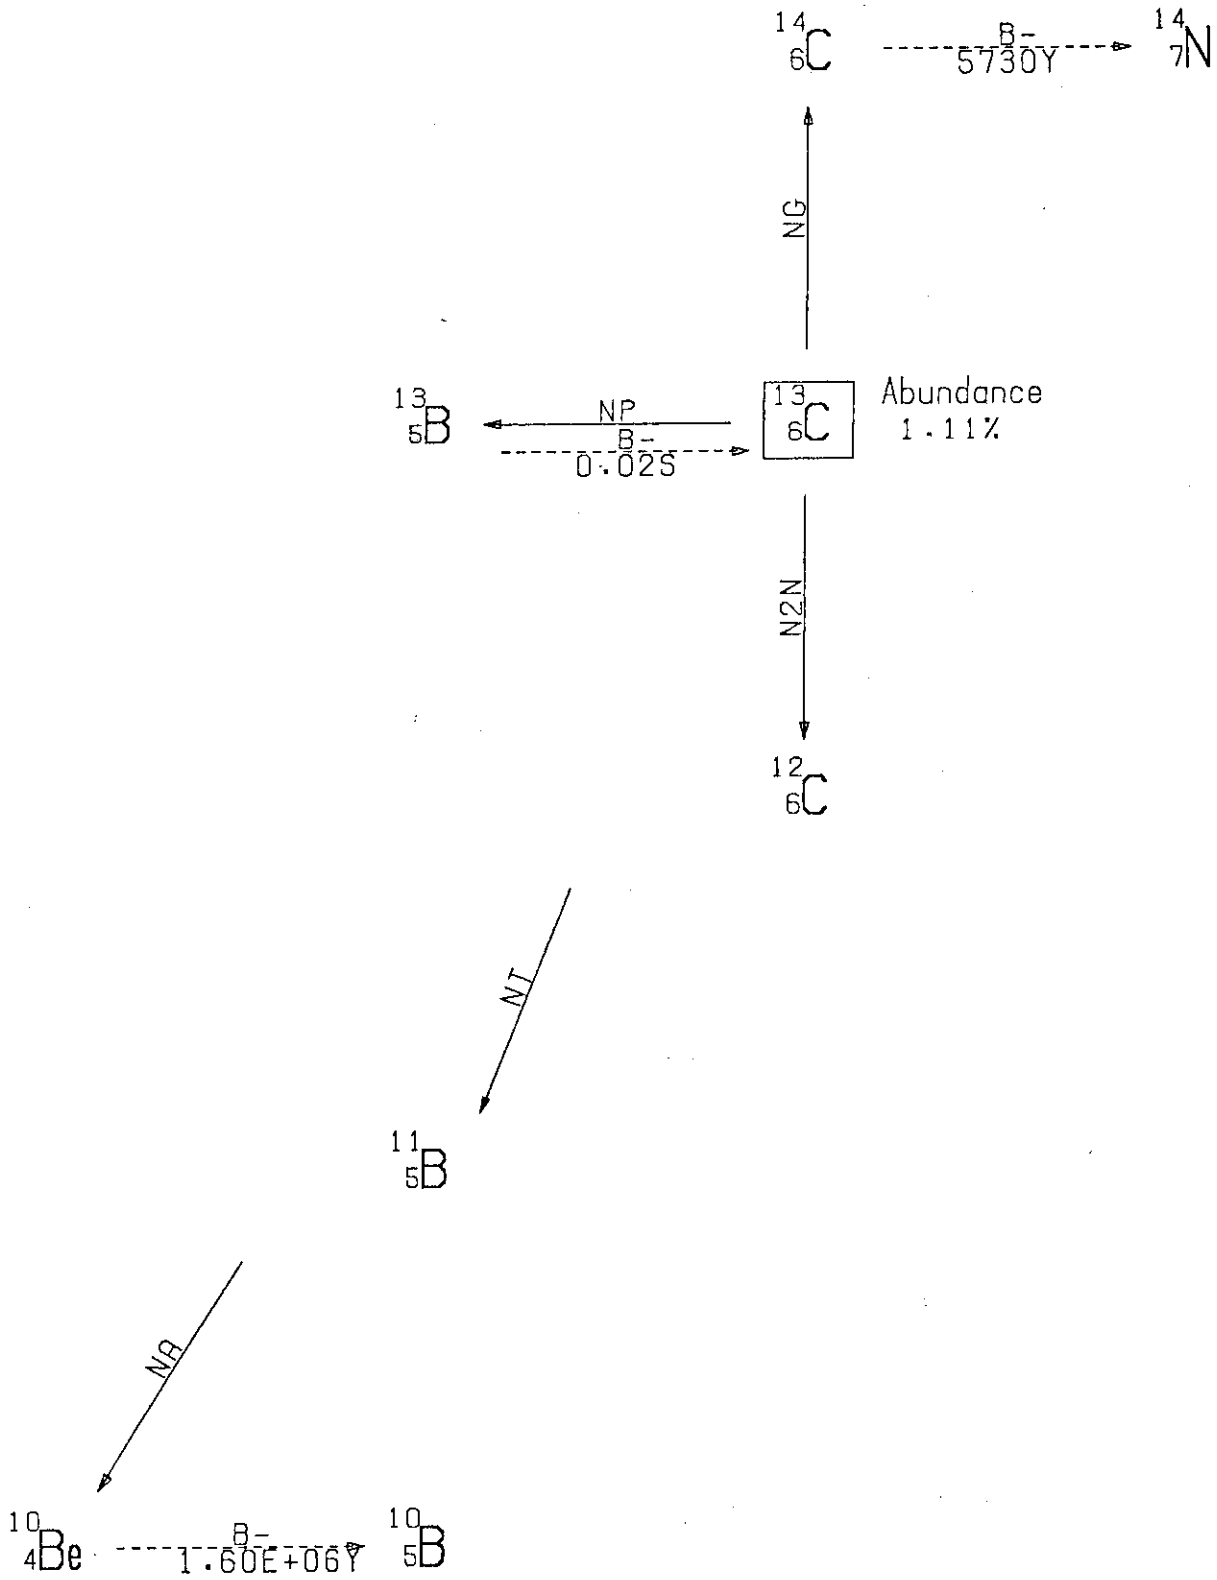 14 6C B- 5730Y 14 7N
NG
13 5B NP B- 0.02S 13 6C Abundance 1.11%
N2N
12 6C
NT
11 5B
NA
10 4Be B- 1.60E+06Y 10 5B